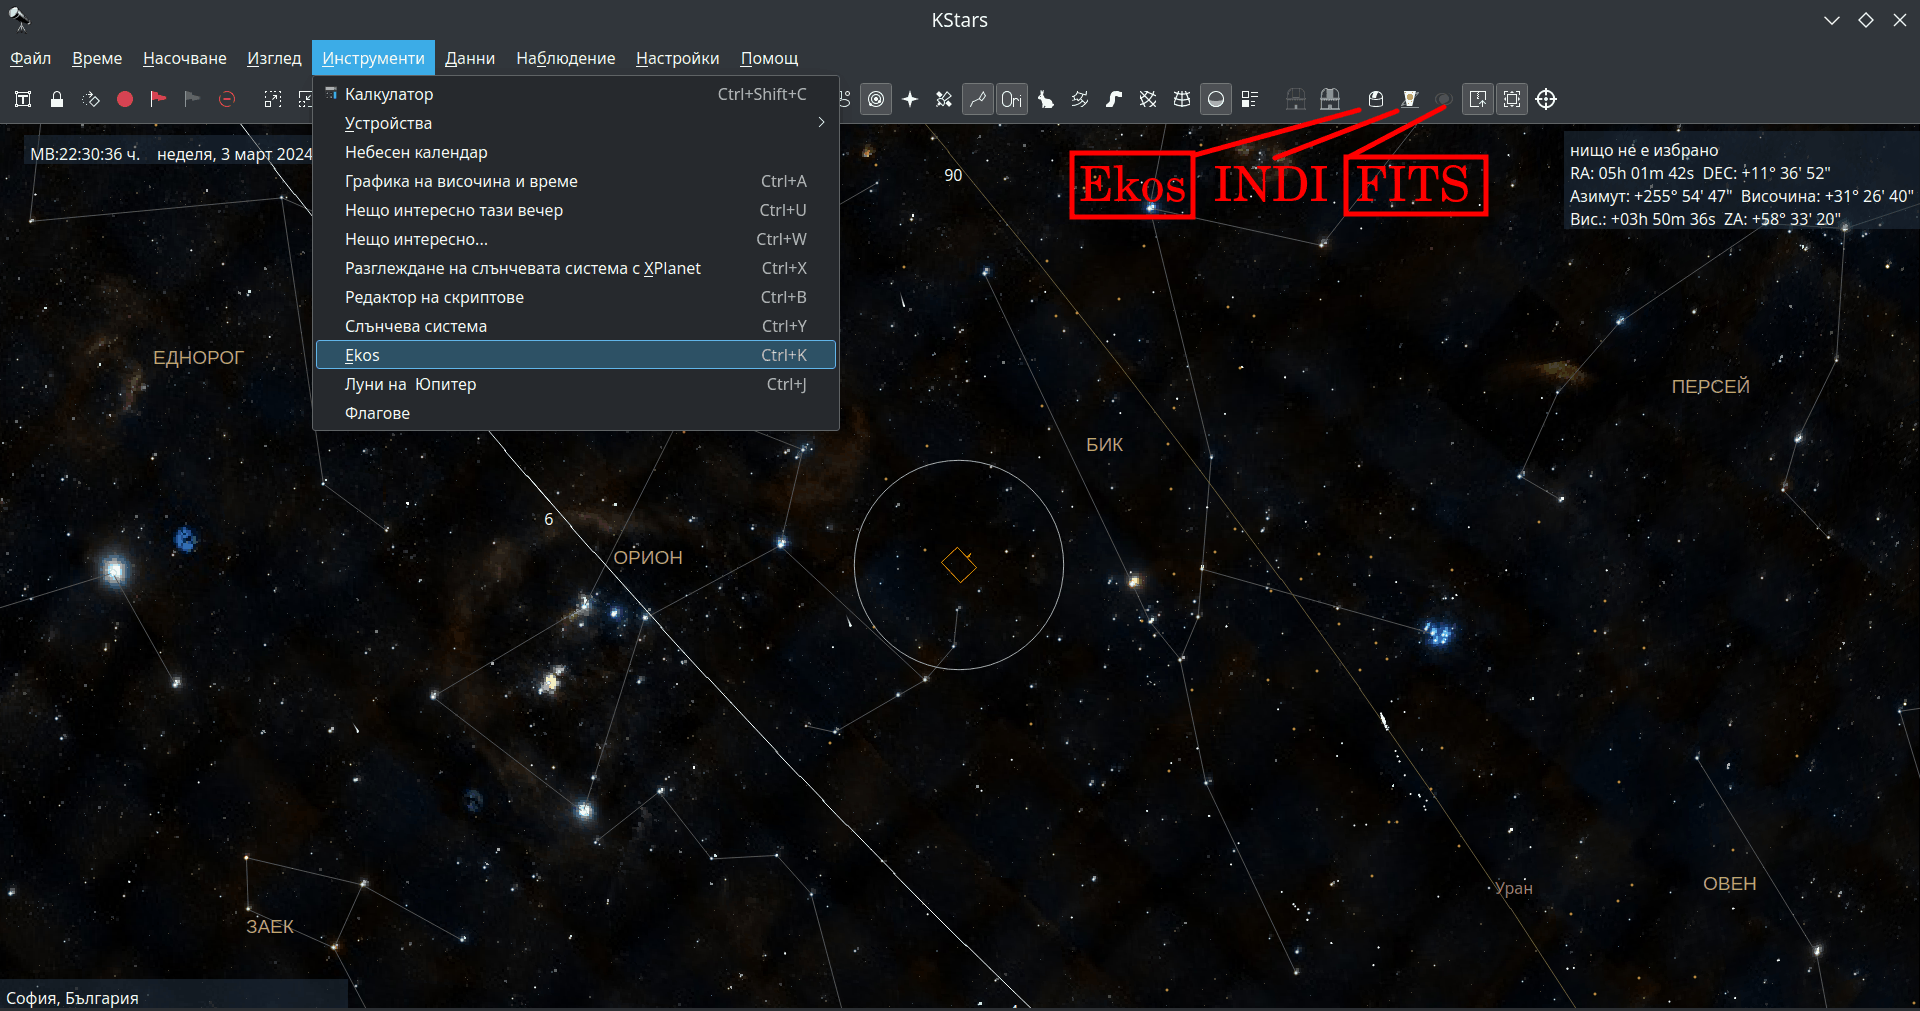 KStars
Файл Време Насочване Изглед Инструменти Данни Наблюдение Настройки Помощ
Ori
Калкулатор Ctrl+Shift+C
Устройства
Небесен календар
Графика на височина и време Ctrl+A
Нещо интересно тази вечер Ctrl+U
Нещо интересно... Ctrl+W
Разглеждане на слънчевата система с XPlanet Ctrl+X
Редактор на скриптове Ctrl+B
Слънчева система Ctrl+Y
Ekos Ctrl+K
Луни на Юпитер Ctrl+J
Флагове
МВ:22:30:36 ч. неделя, 3 март 2024
90
Ekos INDI FITS
нищо не е избрано
RA: 05h 01m 42s DEC: +11° 36' 52"
Азимут: +255° 54' 47" Височина: +31° 26' 40"
Вис.: +03h 50m 36s ZA: +58° 33' 20"
ЕДНОРОГ
ПЕРСЕЙ
БИК
6
ОРИОН
Уран
ОВЕН
ЗАЕК
София, България